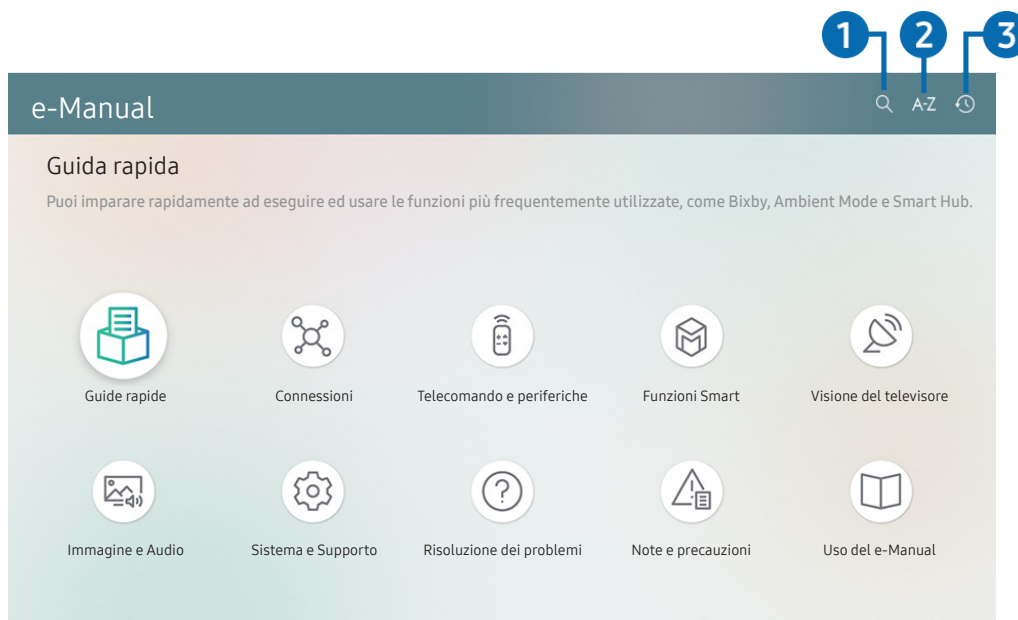 1 2 3
e-Manual A-Z
Guida rapida
Puoi imparare rapidamente ad eseguire ed usare le funzioni più frequentemente utilizzate, come Bixby, Ambient Mode e Smart Hub.
Guide rapide Connessioni Telecomando e periferiche Funzioni Smart Visione del televisore
Immagine e Audio Sistema e Supporto Risoluzione dei problemi Note e precauzioni Uso del e-Manual